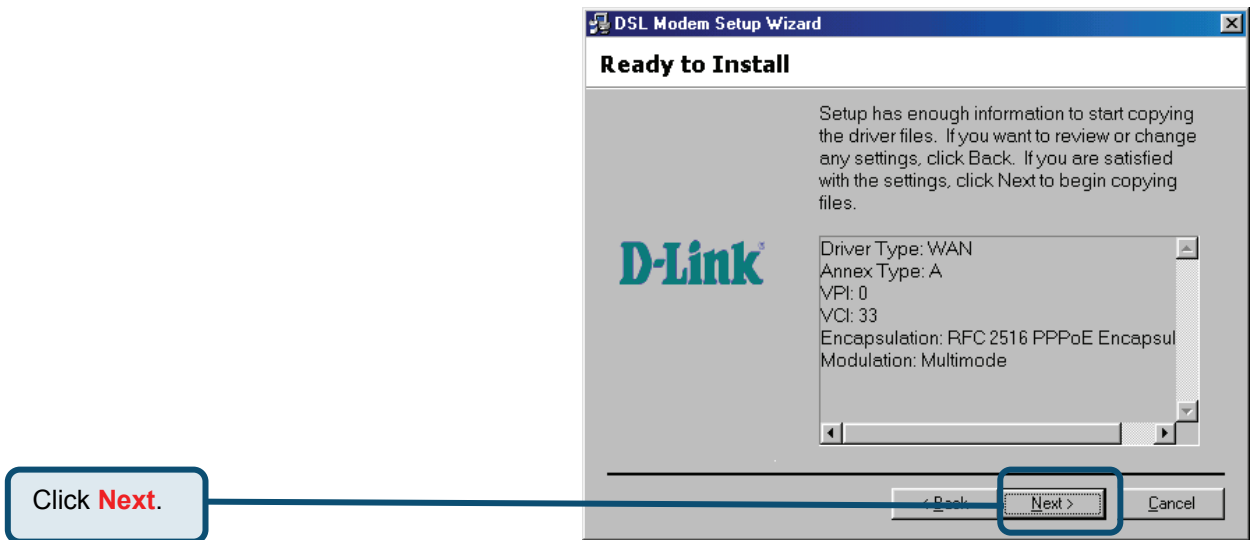 DSL Modem Setup Wizard
Ready to Install
Setup has enough information to start copying
the driver files. If you want to review or change
any settings, click Back. If you are satisfied
with the settings, click Next to begin copying
files.
D-Link
Driver Type: WAN
Annex Type: A
VPI: 0
VCI: 33
Encapsulation: RFC 2516 PPPoE Encapsul
Modulation: Multimode
Click Next.
< Back
Next >
Cancel